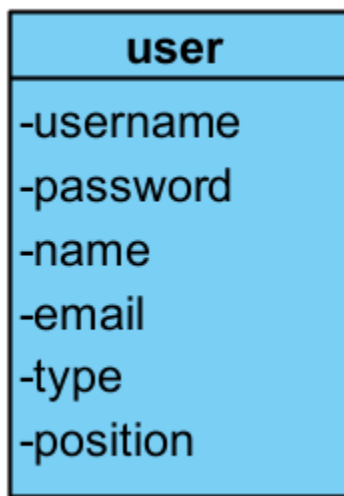 user
-username
-password
-name
-email
-type
-position